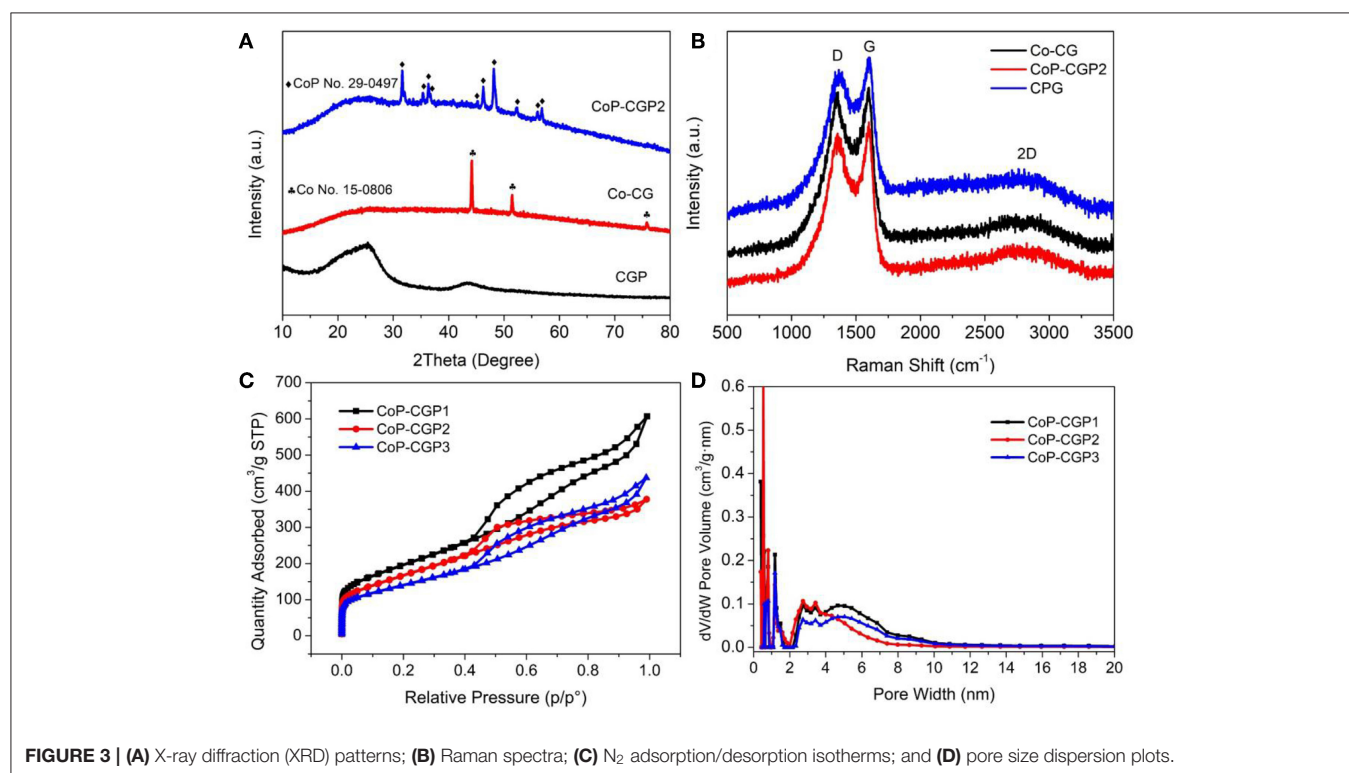 A
Intensity (a.u.)
♦CoP No. 29-0497
CoP-CGP2
♣Co No. 15-0806
Co-CG
CGP
10 20 30 40 50 60 70 80
2Theta (Degree)
B
Intensity (a.u.)
D G
2D
Co-CG
CoP-CGP2
CPG
500 1000 1500 2000 2500 3000 3500
Raman Shift (cm⁻¹)
C
Quantity Adsorbed (cm³/g STP)
700
600
500
400
300
200
100
0
CoP-CGP1
CoP-CGP2
CoP-CGP3
0.0 0.2 0.4 0.6 0.8 1.0
Relative Pressure (p/p°)
D
dV/dW Pore Volume (cm³/g·nm)
0.6
0.5
0.4
0.3
0.2
0.1
0.0
CoP-CGP1
CoP-CGP2
CoP-CGP3
0 2 4 6 8 10 12 14 16 18 20
Pore Width (nm)
FIGURE 3 | (A) X-ray diffraction (XRD) patterns; (B) Raman spectra; (C) N₂ adsorption/desorption isotherms; and (D) pore size dispersion plots.